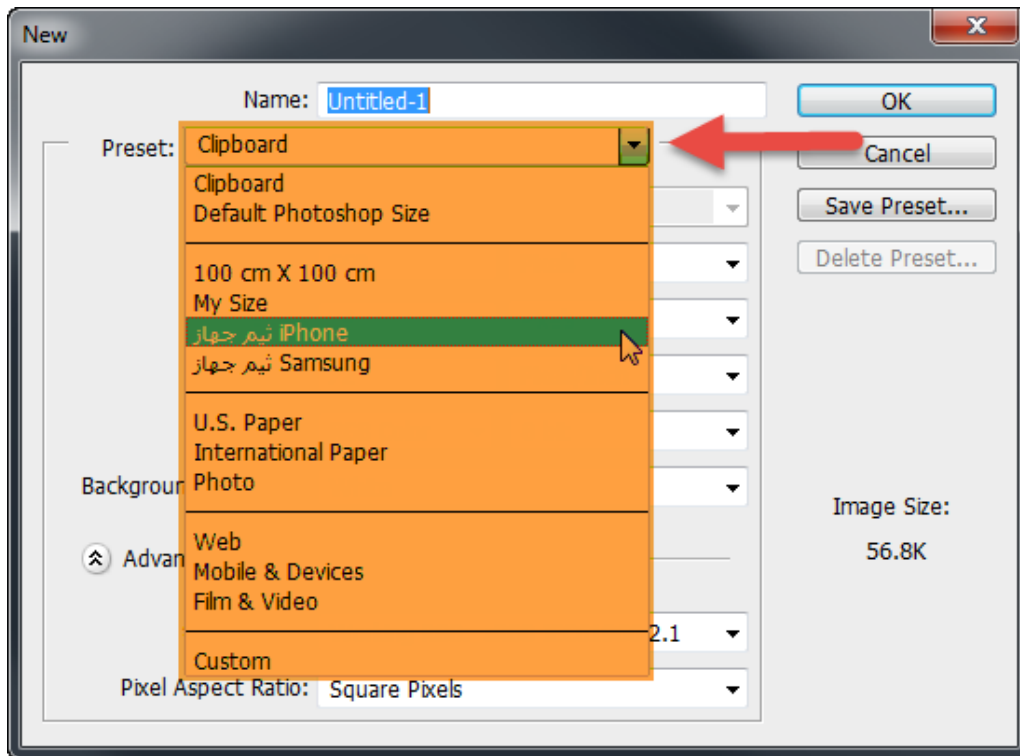 New
Name: Untitled-1
OK
Preset: Clipboard
Cancel
Clipboard
Default Photoshop Size
Save Preset...
Delete Preset...
100 cm X 100 cm
My Size
ثيم جهاز iPhone
ثيم جهاز Samsung
U.S. Paper
International Paper
Photo
Image Size:
56.8K
Web
Mobile & Devices
Film & Video
2.1
Custom
Pixel Aspect Ratio: Square Pixels